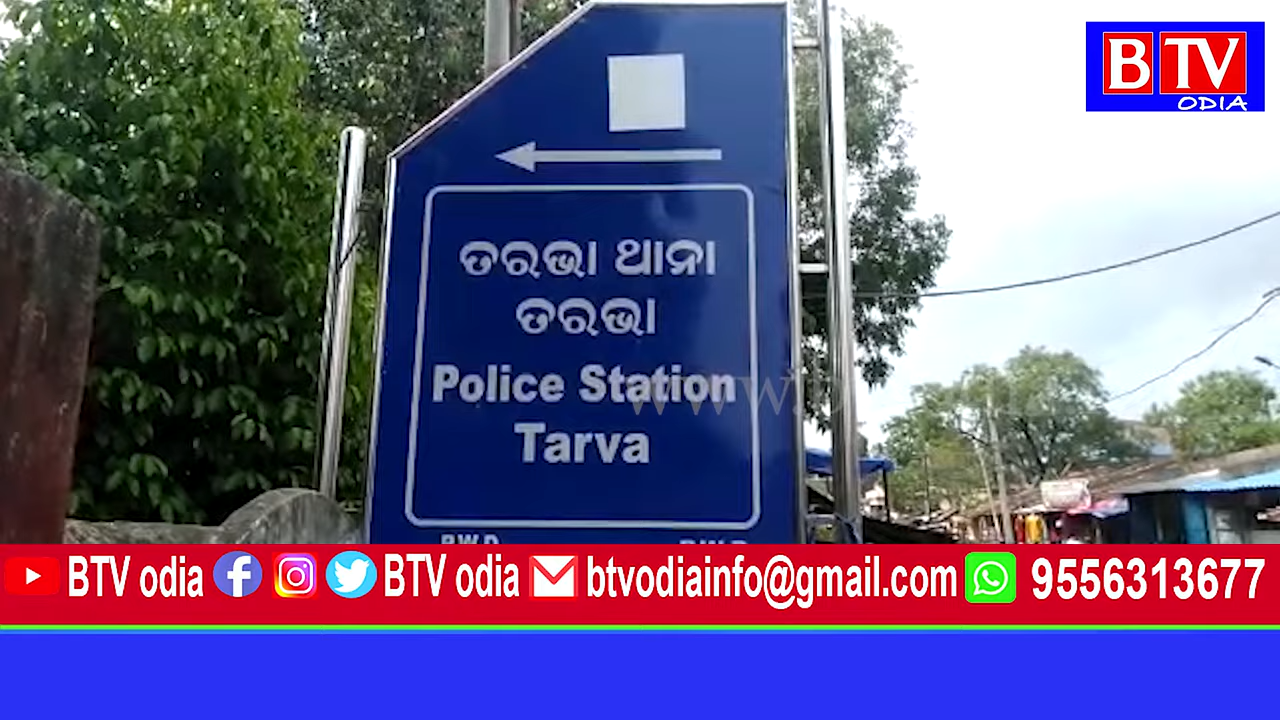 BTV
ODIA
ତରଭା ଥାନା
ତରଭା
Police Station
Tarva
BTV odia BTV odia btvodiainfo@gmail.com 9556313677